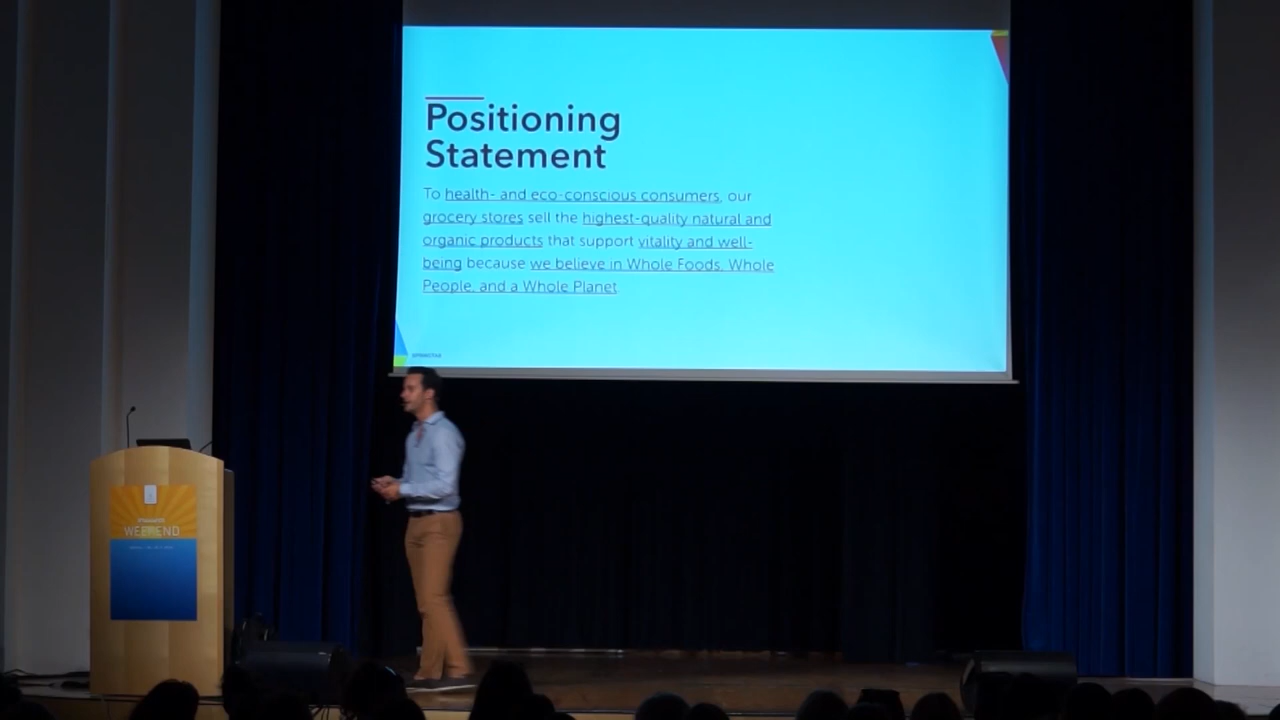 Positioning
Statement
To health- and eco-conscious consumers, our
grocery stores sell the highest-quality natural and
organic products that support vitality and well-
being because we believe in Whole Foods, Whole
People, and a Whole Planet
WEEKEND